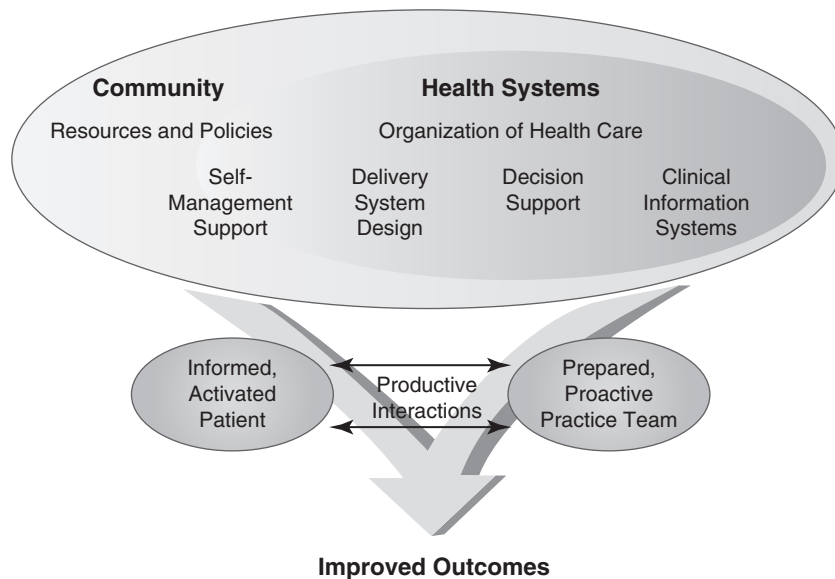 Community
Resources and Policies
Health Systems
Organization of Health Care
Self-
Management
Support
Delivery
System
Design
Decision
Support
Clinical
Information
Systems
Informed,
Activated
Patient
Productive
Interactions
Prepared,
Proactive
Practice Team
Improved Outcomes